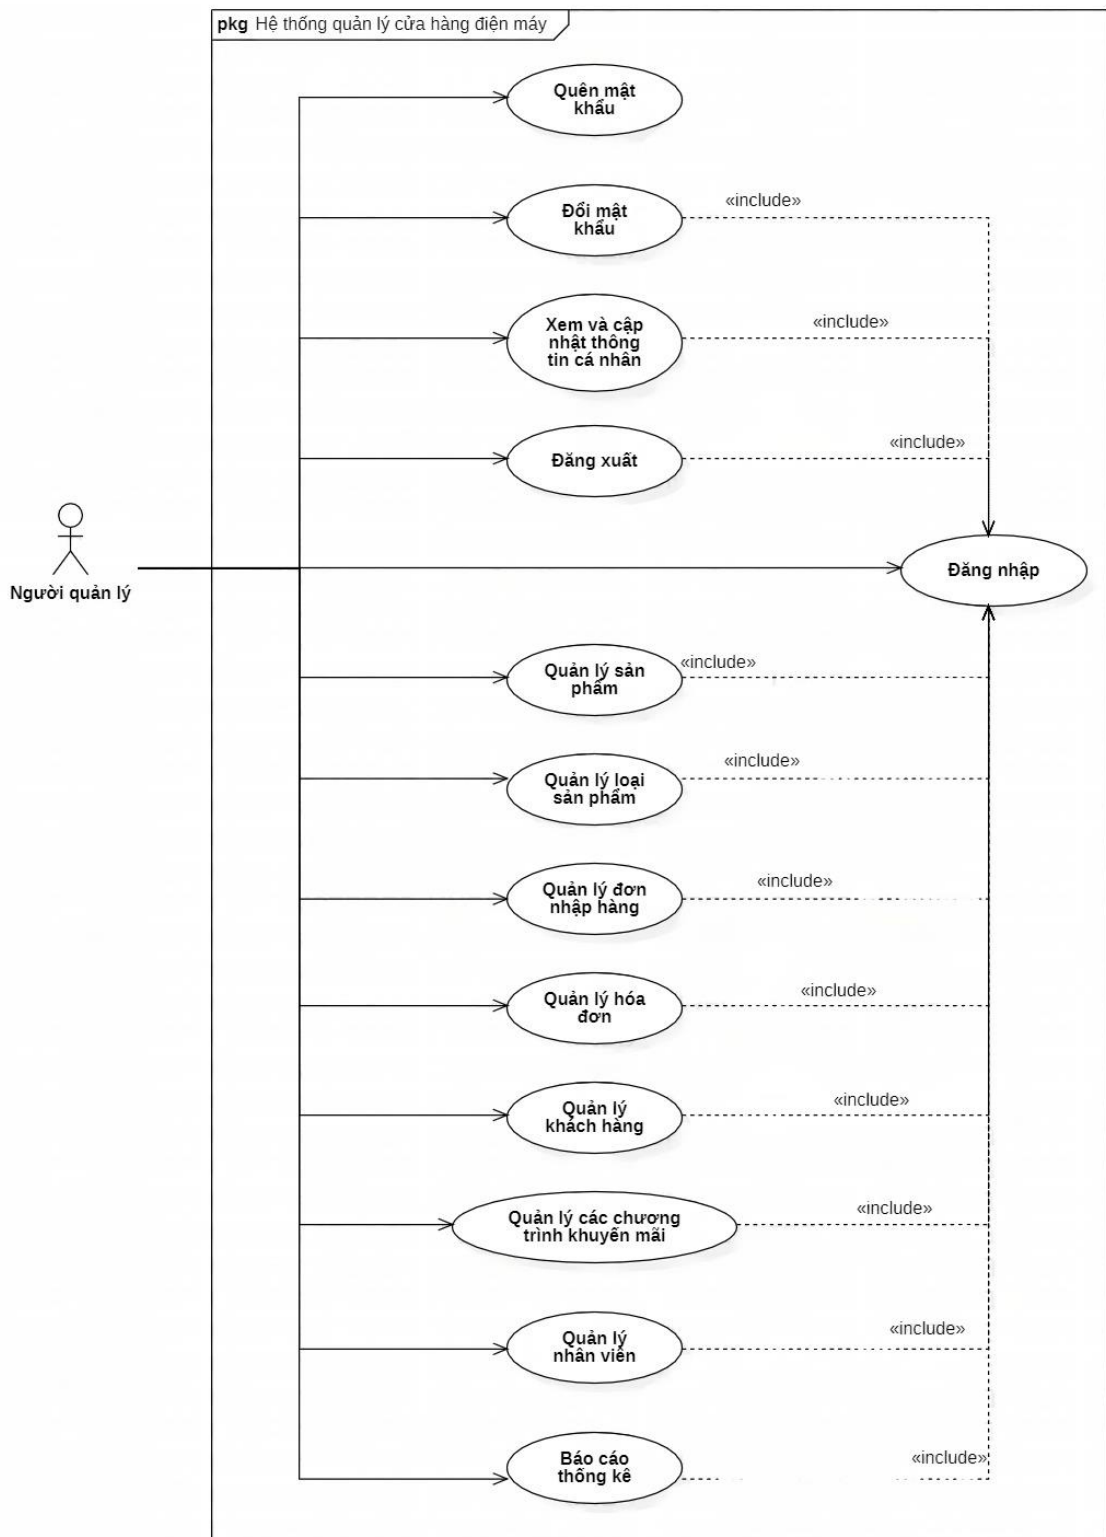 pkg Hệ thống quản lý cửa hàng điện máy
Quên mật
khẩu
Đổi mật
khẩu
«include»
Xem và cập
nhật thông
tin cá nhân
«include»
Đăng xuất
«include»
Người quản lý
Đăng nhập
Quản lý sản
phẩm
«include»
Quản lý loại
sản phẩm
«include»
Quản lý đơn
nhập hàng
«include»
Quản lý hóa
đơn
«include»
Quản lý
khách hàng
«include»
Quản lý các chương
trình khuyến mãi
«include»
Quản lý
nhân viên
«include»
Báo cáo
thống kê
«include»